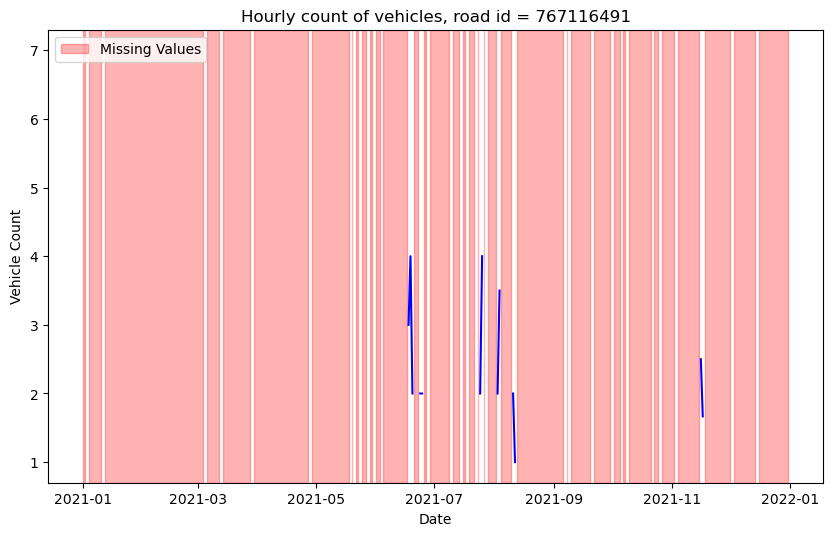 Hourly count of vehicles, road id = 767116491
Missing Values
7
6
5
4
3
2
1
Vehicle Count
2021-01 2021-03 2021-05 2021-07 2021-09 2021-11 2022-01
Date